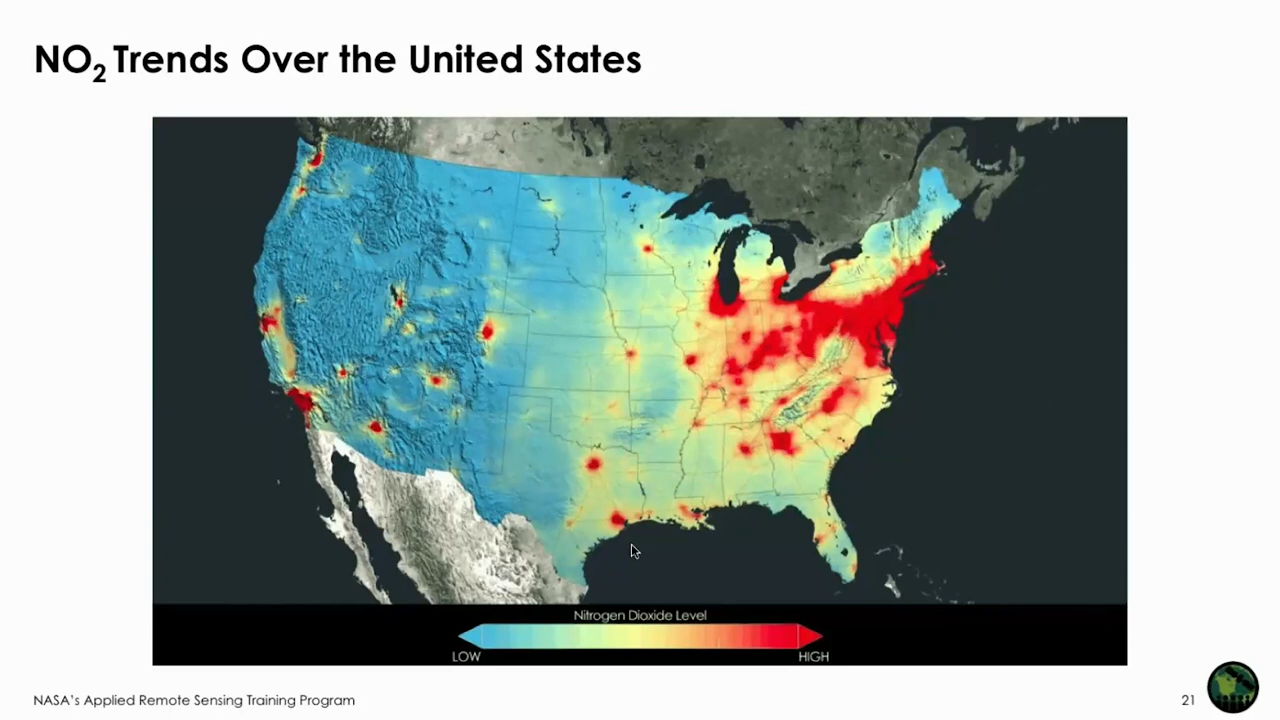 NO₂ Trends Over the United States
Nitrogen Dioxide Level
LOW HIGH
NASA's Applied Remote Sensing Training Program 21